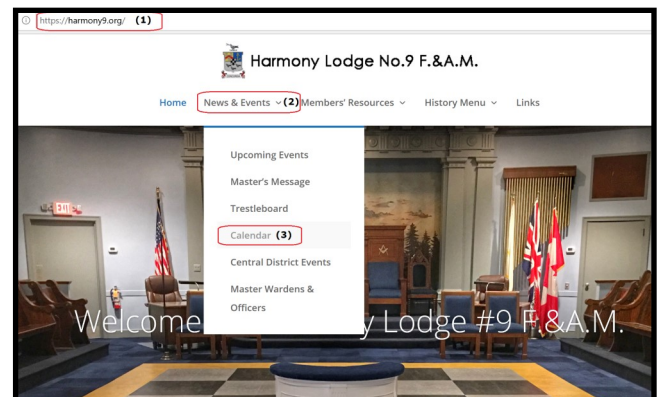 https://harmony9.org/ (1)
Harmony Lodge No.9 F.&A.M.
Home News & Events (2) Members' Resources History Menu Links
Upcoming Events
Master's Message
Trestleboard
Calendar (3)
Central District Events
Master Wardens &
Officers
Welcome y Lodge #9 F.&A.M.